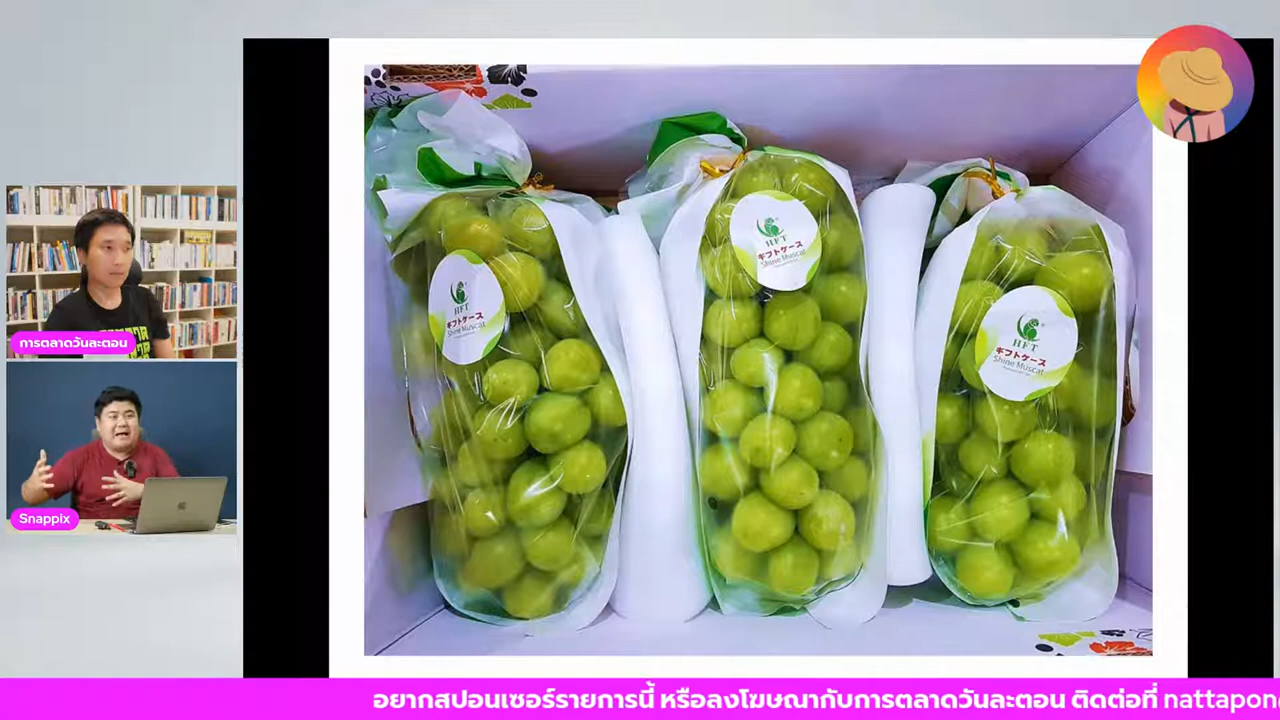 การตลาดวันละตอน
Snappix
HFT
ギフトケース
Shine Muscat
HFT
ギフトケース
Shine Muscat
HFT
ギフトケース
Shine Muscat
อยากสปอนเซอร์รายการนี้ หรือลงโฆษณากับการตลาดวันละตอน ติดต่อที่ nattapon